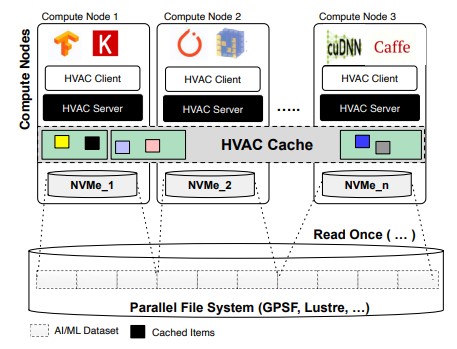 Compute Node 1
Compute Node 2
Compute Node 3
Compute Nodes
K
cuDNN
Caffe
HVAC Client
HVAC Client
HVAC Client
HVAC Server
HVAC Server
.....
HVAC Server
HVAC Cache
NVMe_1
NVMe_2
NVMe_n
Read Once ( ... )
Parallel File System (GPSF, Lustre, ...)
AI/ML Dataset
Cached Items